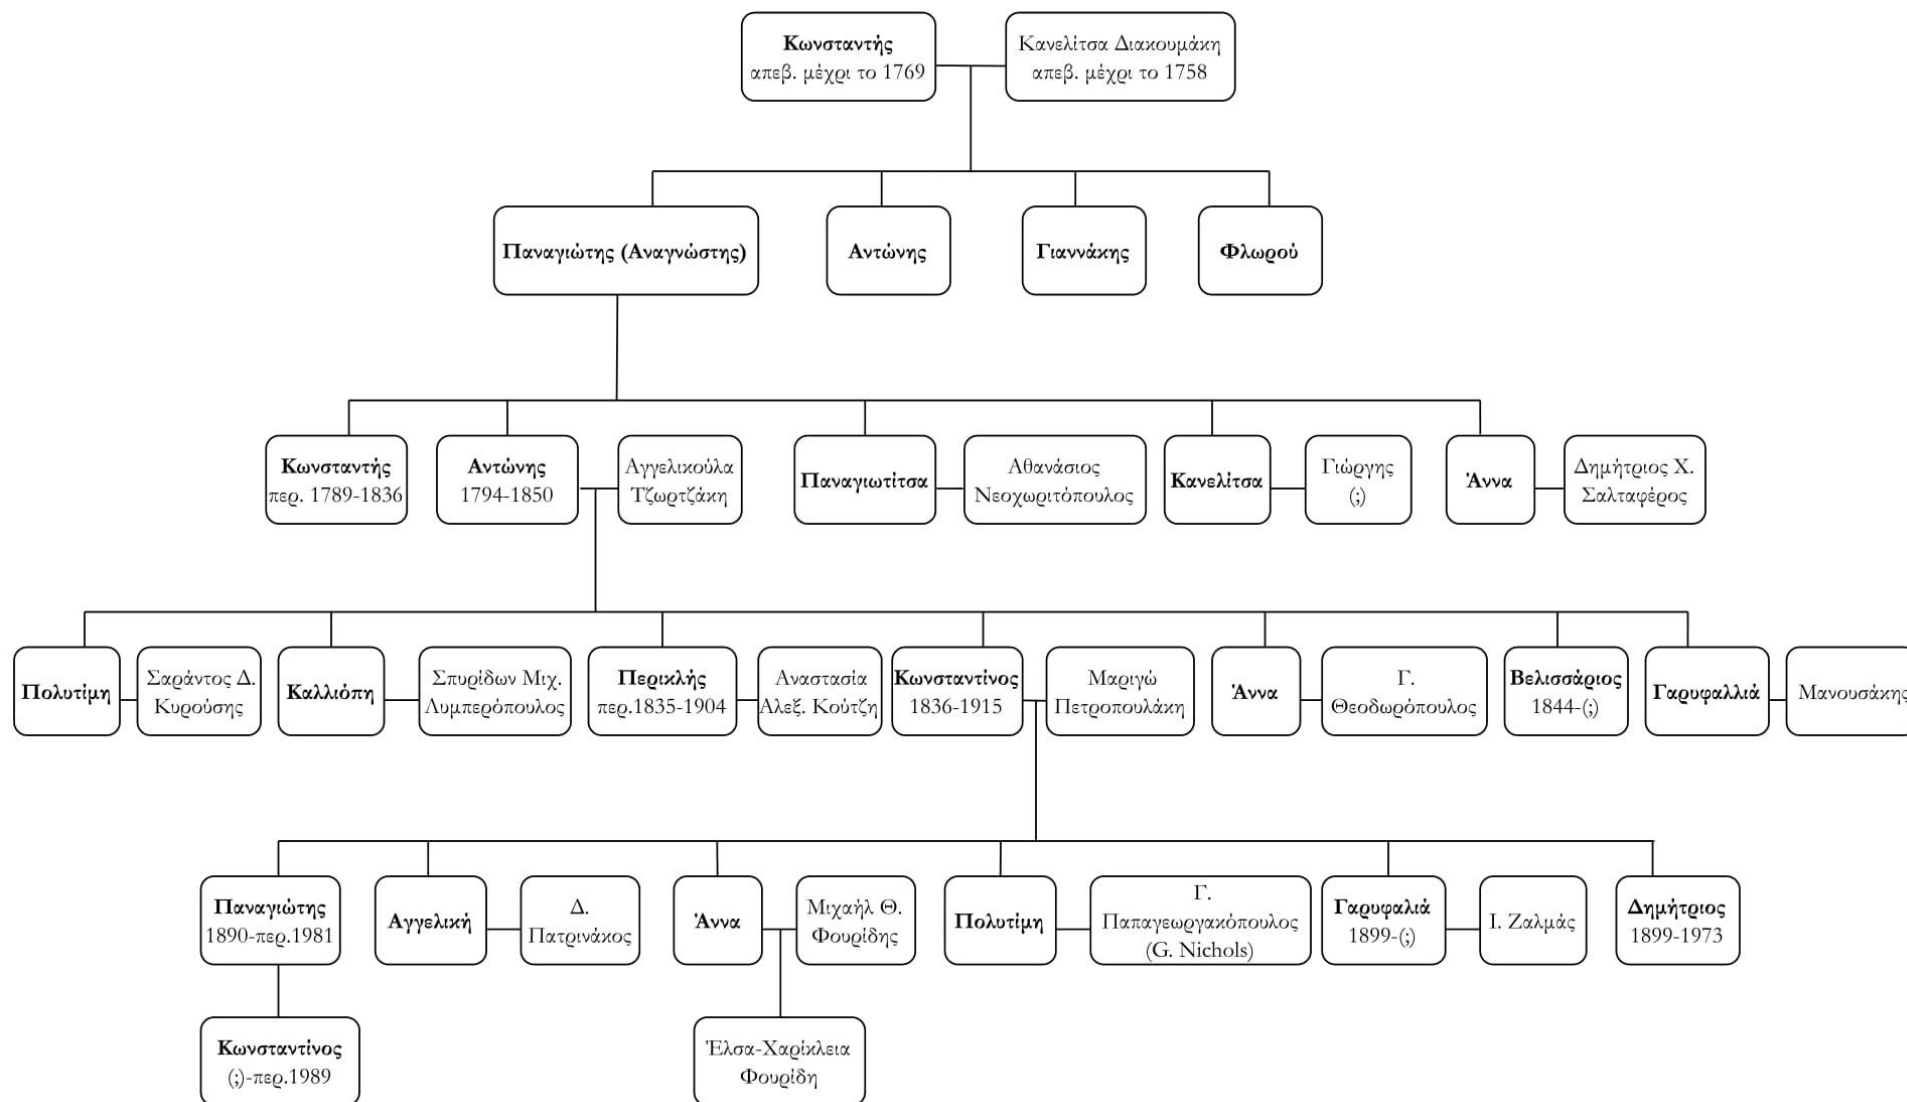 Κωνσταντής
απεβ. μέχρι το 1769
Κανελίτσα Διακουμάκη
απεβ. μέχρι το 1758
Παναγιώτης (Αναγνώστης)
Αντώνης
Γιαννάκης
Φλωρού
Κωνσταντής
περ. 1789-1836
Αντώνης
1794-1850
Αγγελικούλα
Τζωρτζάκη
Παναγιωτίτσα
Αθανάσιος
Νεοχωριτόπουλος
Κανελίτσα
Γιώργης
(;)
Άννα
Δημήτριος Χ.
Σαλταφέρος
Πολυτίμη
Σαράντος Δ.
Κυρούσης
Καλλιόπη
Σπυρίδων Μιχ.
Λυμπερόπουλος
Περικλής
περ.1835-1904
Αναστασία
Αλεξ. Κούτζη
Κωνσταντίνος
1836-1915
Μαριγώ
Πετροπουλάκη
Άννα
Γ.
Θεοδωρόπουλος
Βελισσάριος
1844-(;)
Γαρυφαλλιά
Μανουσάκης
Παναγιώτης
1890-περ.1981
Αγγελική
Δ.
Πατρινάκος
Άννα
Μιχαήλ Θ.
Φουρίδης
Πολυτίμη
Γ.
Παπαγεωργακόπουλος
(G. Nichols)
Γαρυφαλιά
1899-(;)
Ι. Ζαλμάς
Δημήτριος
1899-1973
Κωνσταντίνος
(;)-περ.1989
Έλσα-Χαρίκλεια
Φουρίδη